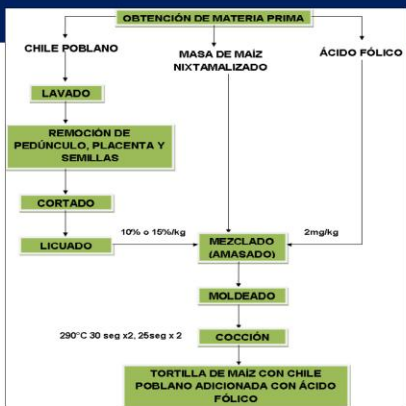 OBTENCIÓN DE MATERIA PRIMA
CHILE POBLANO
MASA DE MAÍZ
NIXTAMALIZADO
ÁCIDO FÓLICO
LAVADO
REMOCIÓN DE
PEDÚNCULO, PLACENTA Y
SEMILLAS
CORTADO
LICUADO
10% o 15%/kg
MEZCLADO
(AMASADO)
2mg/kg
MOLDEADO
290°C 30 seg x2, 25seg x 2
COCCIÓN
TORTILLA DE MAÍZ CON CHILE
POBLANO ADICIONADA CON ÁCIDO
FÓLICO